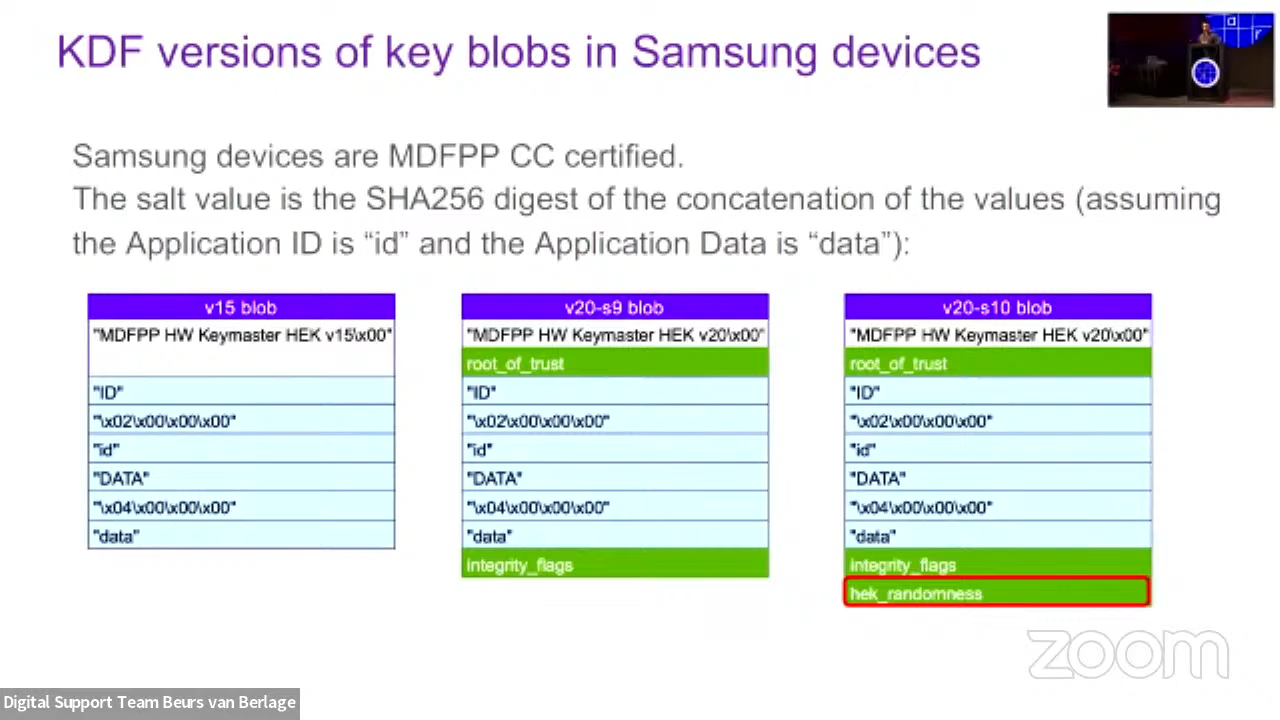 KDF versions of key blobs in Samsung devices
Samsung devices are MDFPP CC certified.
The salt value is the SHA256 digest of the concatenation of the values (assuming
the Application ID is “id” and the Application Data is “data”):
v15 blob
"MDFPP HW Keymaster HEK v15\x00"
"ID"
"\x02\x00\x00\x00"
"id"
"DATA"
"\x04\x00\x00\x00"
"data"
v20-s9 blob
"MDFPP HW Keymaster HEK v20\x00"
root_of_trust
"ID"
"\x02\x00\x00\x00"
"id"
"DATA"
"\x04\x00\x00\x00"
"data"
integrity_flags
v20-s10 blob
"MDFPP HW Keymaster HEK v20\x00"
root_of_trust
"ID"
"\x02\x00\x00\x00"
"id"
"DATA"
"\x04\x00\x00\x00"
"data"
integrity_flags
hek_randomness
zoom
Digital Support Team Beurs van Berlage